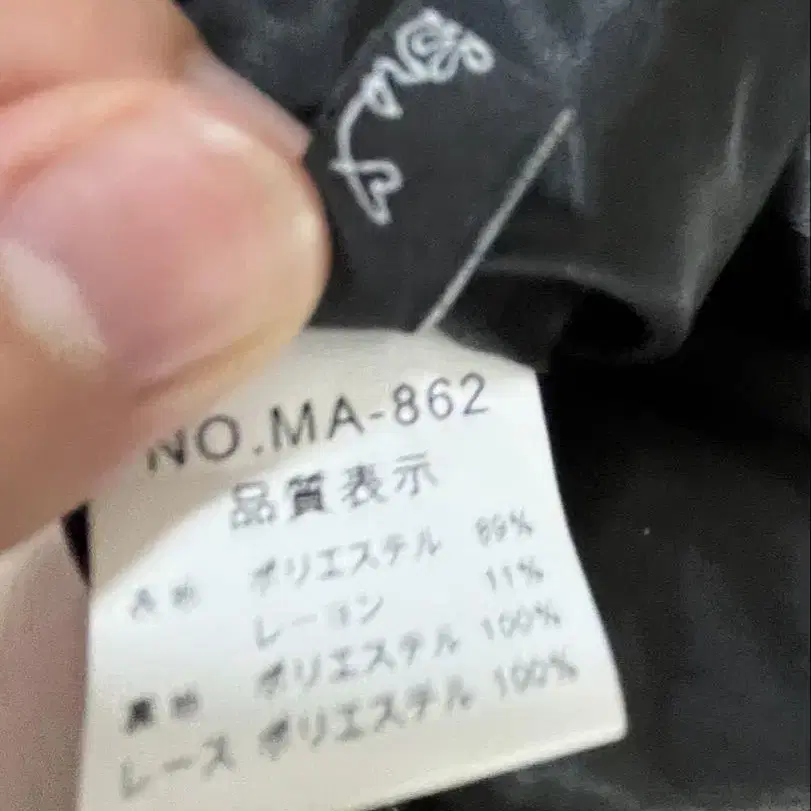 NO.MA-862
品質表示
表地 ポリエステル 89%
レーヨン 11%
裏地 ポリエステル 100%
レース ポリエステル 100%